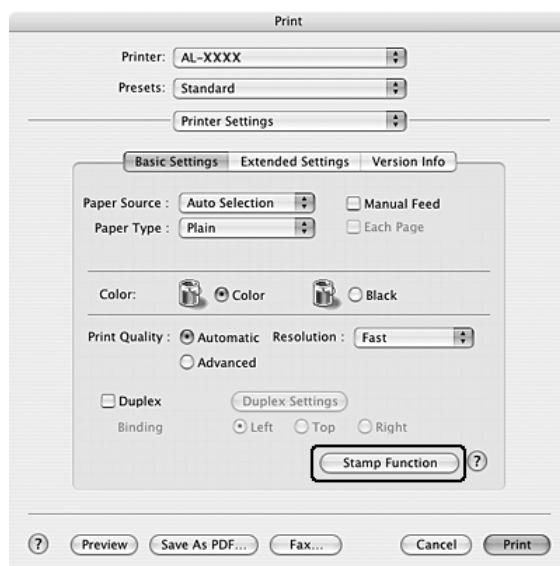 Print
Printer: AL-XXXX
Presets: Standard
Printer Settings
Basic Settings Extended Settings Version Info
Paper Source : Auto Selection Manual Feed
Paper Type : Plain Each Page
Color: Color Black
Print Quality : Automatic Resolution : Fast
Advanced
Duplex Duplex Settings
Binding Left Top Right
Stamp Function ?
? Preview Save As PDF... Fax... Cancel Print